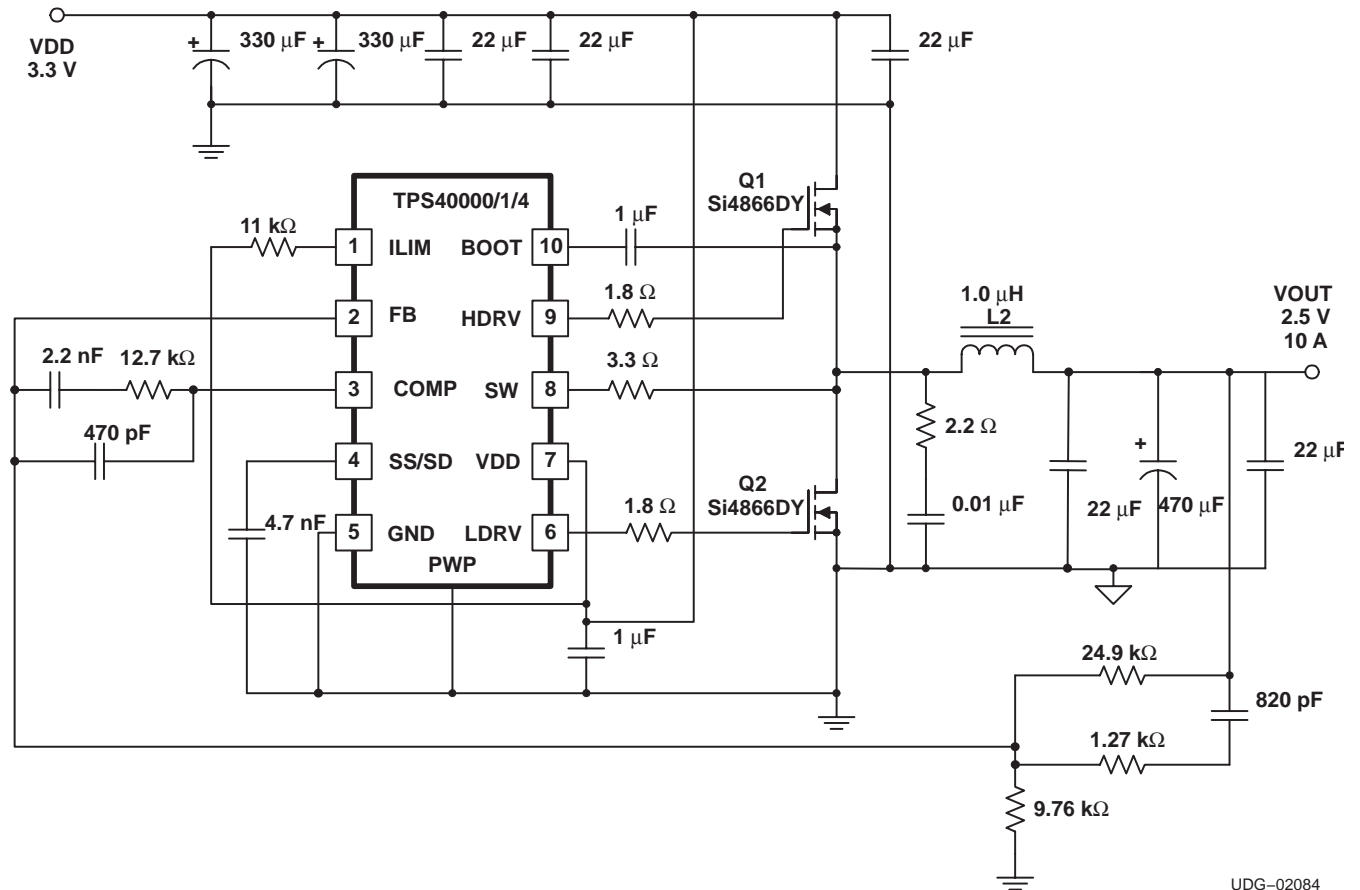 VDD
3.3 V
330 μF
330 μF
22 μF
22 μF
22 μF
TPS40000/1/4
Q1
Si4866DY
11 kΩ
1 ILIM
BOOT 10
1 μF
2 FB
HDRV 9
1.8 Ω
1.0 μH
L2
VOUT
2.5 V
10 A
2.2 nF
12.7 kΩ
3 COMP
SW 8
3.3 Ω
470 pF
2.2 Ω
4 SS/SD
VDD 7
Q2
Si4866DY
22 μF
4.7 nF
5 GND
LDRV 6
1.8 Ω
0.01 μF
22 μF
470 μF
PWP
1 μF
24.9 kΩ
820 pF
1.27 kΩ
9.76 kΩ
UDG–02084